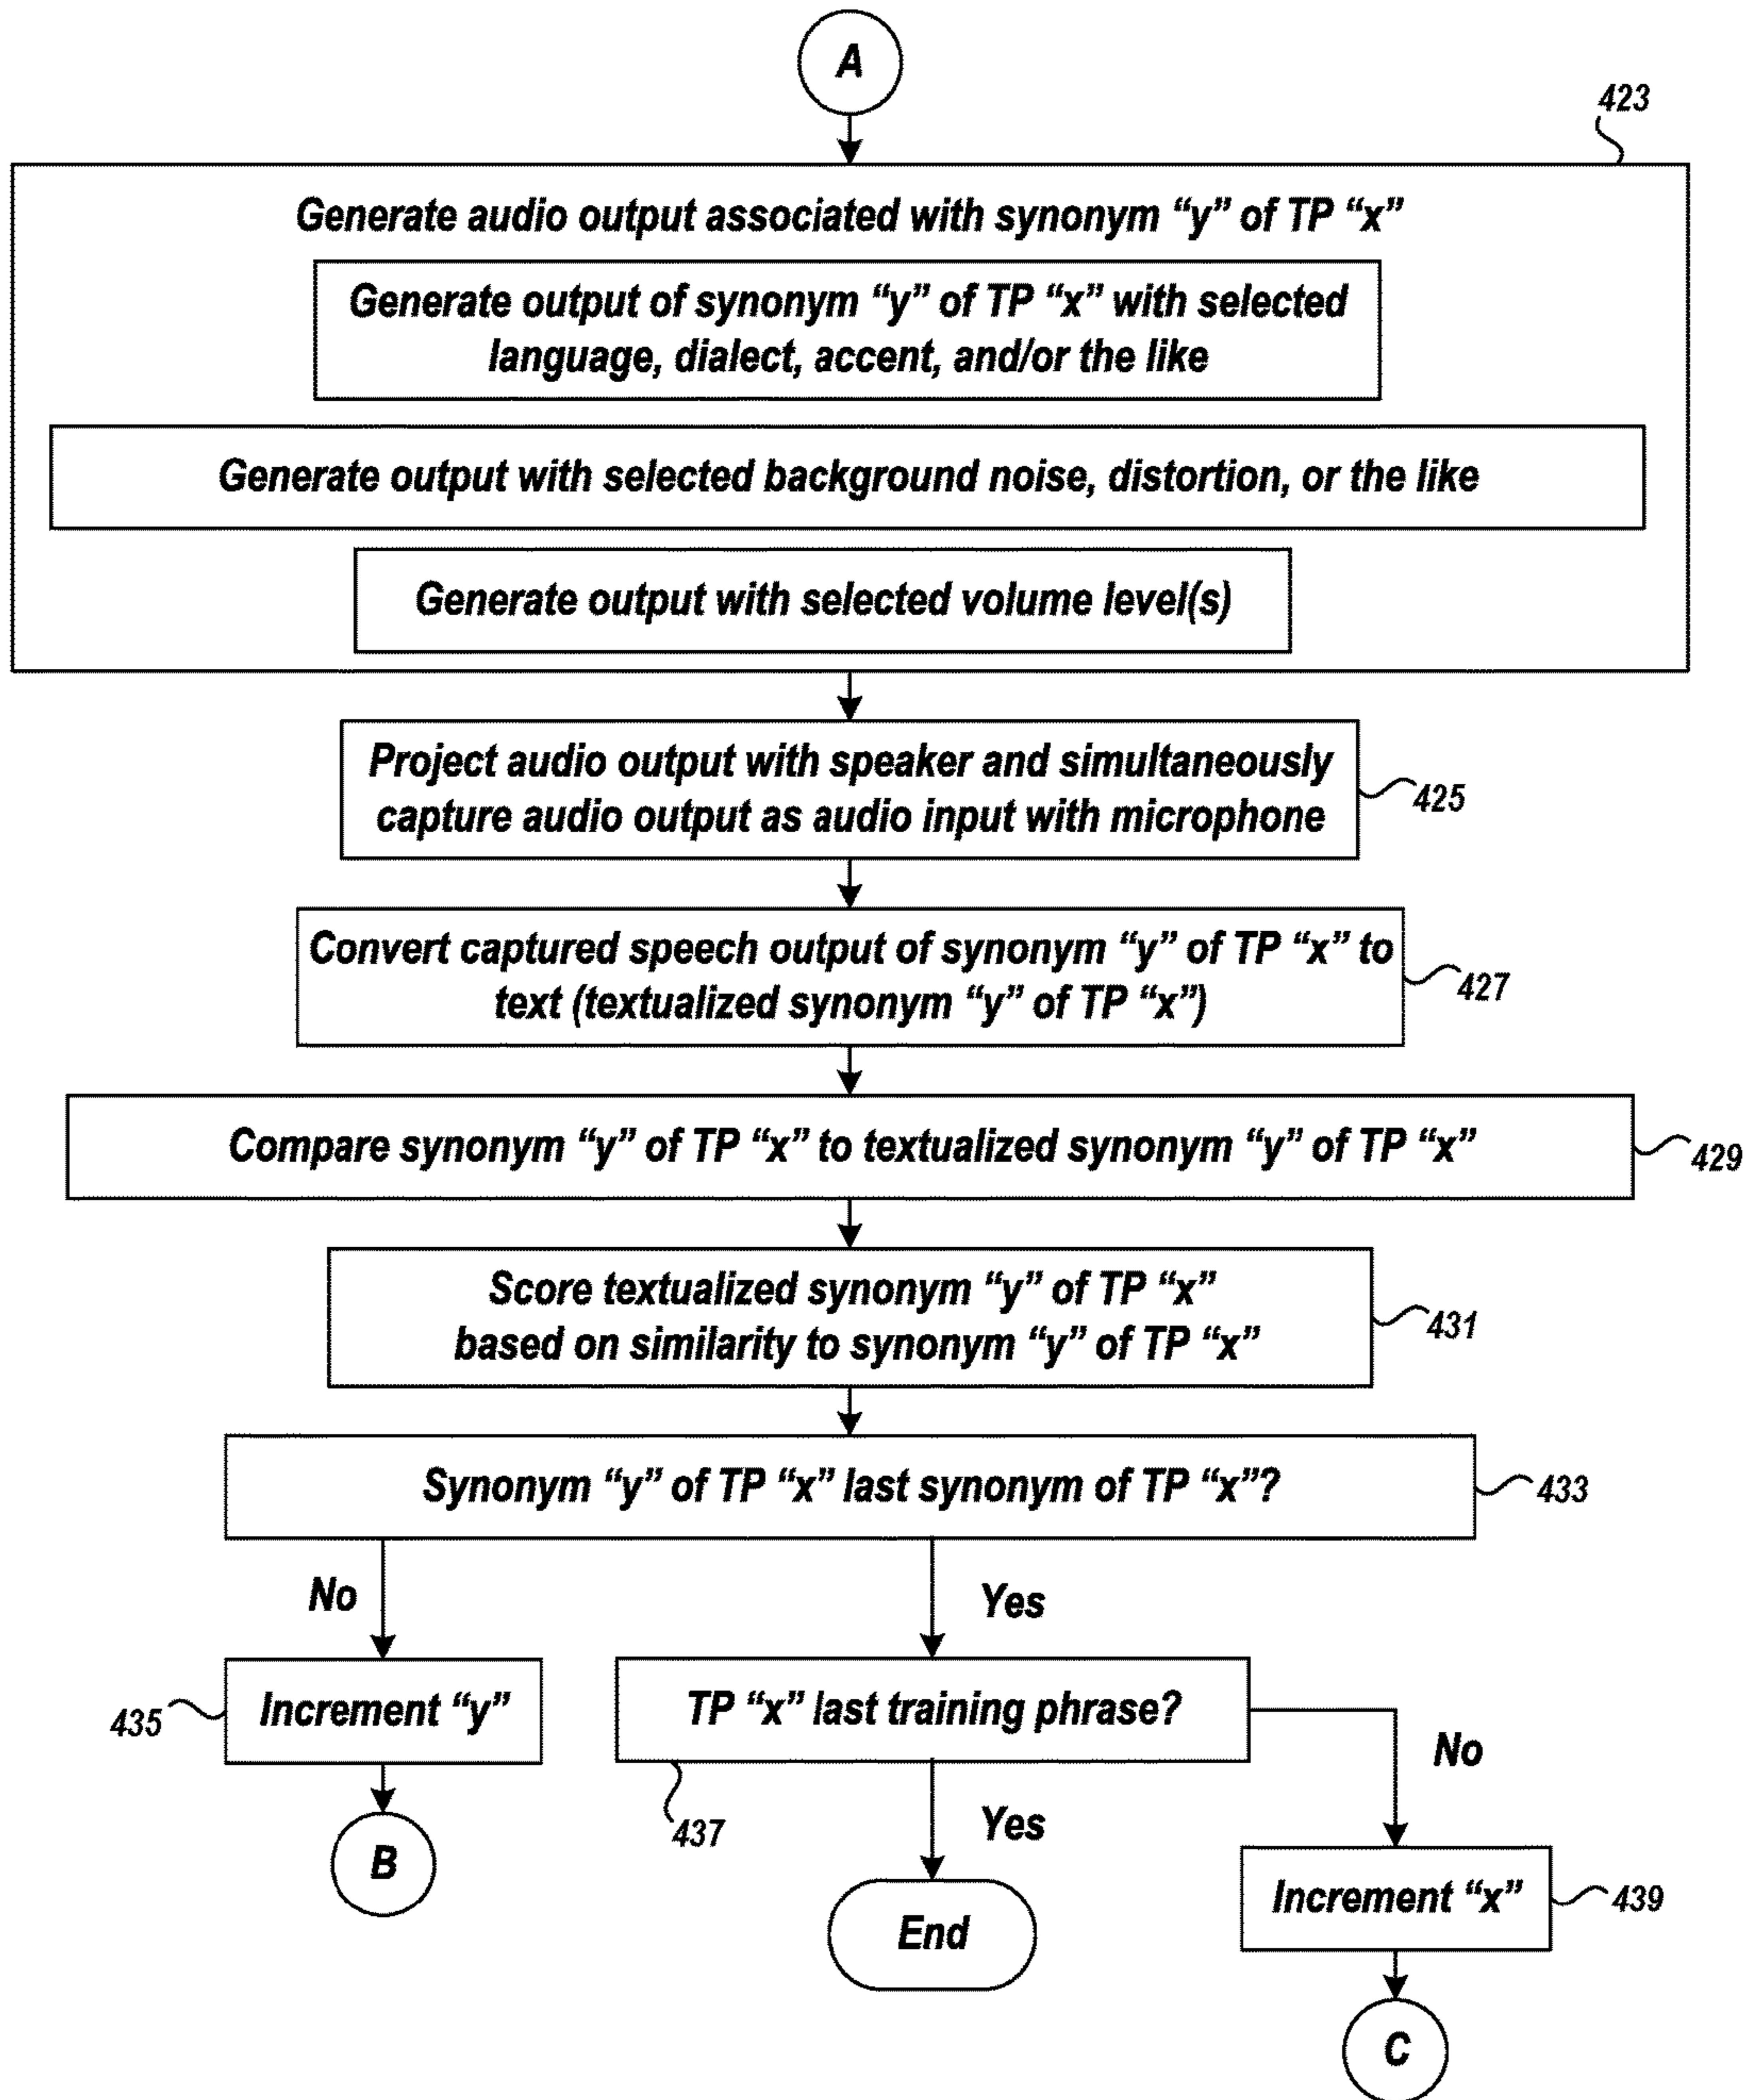 A
423
Generate audio output associated with synonym “y” of TP “x”
Generate output of synonym “y” of TP “x” with selected
language, dialect, accent, and/or the like
Generate output with selected background noise, distortion, or the like
Generate output with selected volume level(s)
Project audio output with speaker and simultaneously
capture audio output as audio input with microphone
425
Convert captured speech output of synonym “y” of TP “x” to
text (textualized synonym “y” of TP “x”)
427
Compare synonym “y” of TP “x” to textualized synonym “y” of TP “x”
429
Score textualized synonym “y” of TP “x”
based on similarity to synonym “y” of TP “x”
431
Synonym “y” of TP “x” last synonym of TP “x”?
433
No
Yes
435
Increment “y”
TP “x” last training phrase?
No
437
Yes
B
End
Increment “x”
439
C